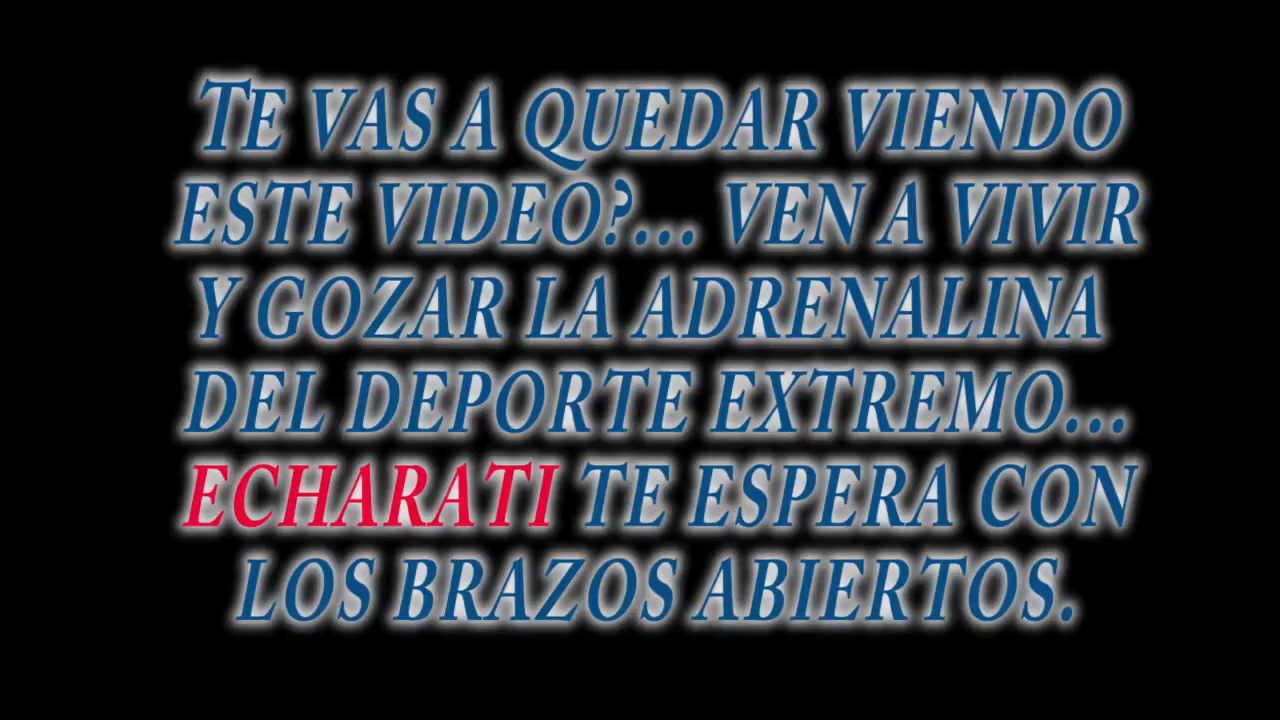 TE VAS A QUEDAR VIENDO
ESTE VIDEO?... VEN A VIVIR
Y GOZAR LA ADRENALINA
DEL DEPORTE EXTREMO...
ECHARATI TE ESPERA CON
LOS BRAZOS ABIERTOS.